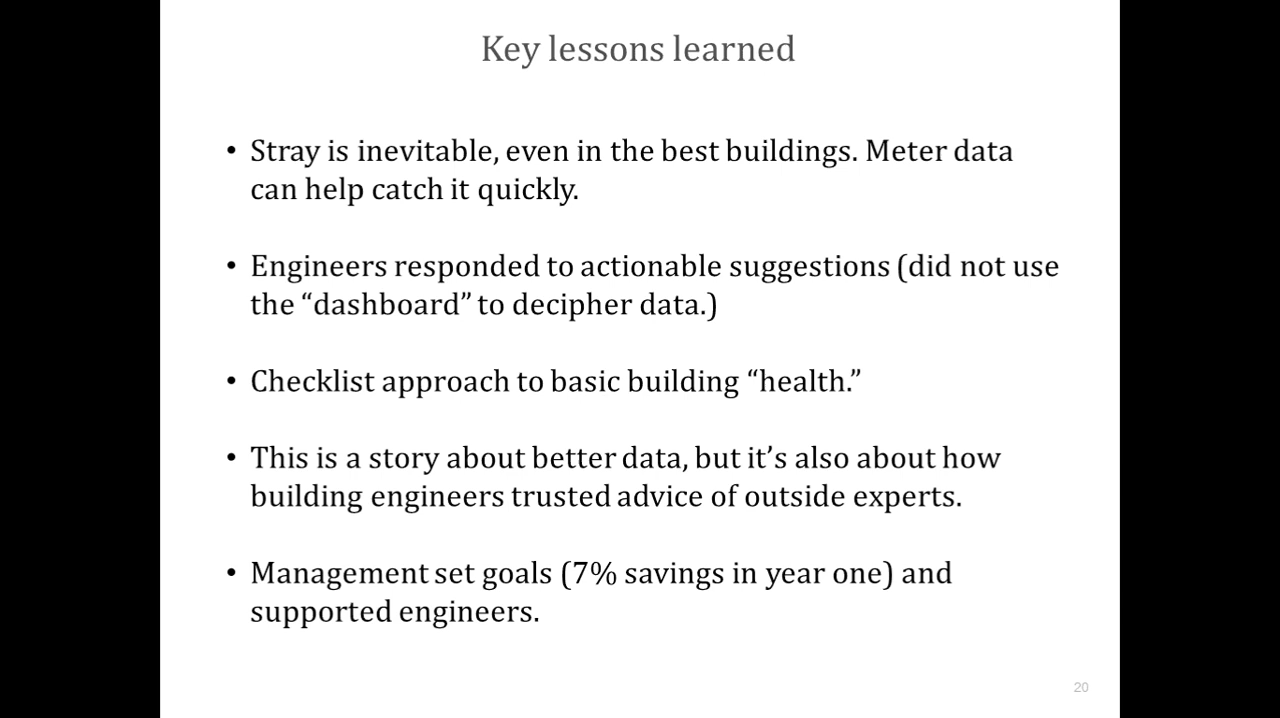 Key lessons learned
• Stray is inevitable, even in the best buildings. Meter data
can help catch it quickly.
• Engineers responded to actionable suggestions (did not use
the “dashboard” to decipher data.)
• Checklist approach to basic building “health.”
• This is a story about better data, but it’s also about how
building engineers trusted advice of outside experts.
• Management set goals (7% savings in year one) and
supported engineers.
20